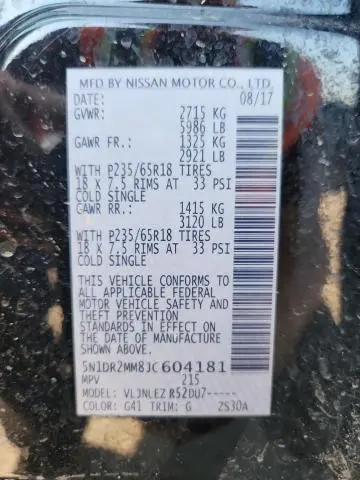 MFD BY NISSAN MOTOR CO., LTD.
DATE: 08/17
GVWR: 2715 KG
5986 LB
GAWR FR.: 1325 KG
2921 LB
WITH P235/65R18 TIRES
18 X 7.5 RIMS AT 33 PSI
COLD SINGLE
GAWR RR.: 1415 KG
3120 LB
WITH P235/65R18 TIRES
18 X 7.5 RIMS AT 33 PSI
COLD SINGLE
THIS VEHICLE CONFORMS TO
ALL APPLICABLE FEDERAL
MOTOR VEHICLE SAFETY AND
THEFT PREVENTION
STANDARDS IN EFFECT ON
THE DATE OF MANUFACTURE
SHOWN ABOVE.
5N1DR2MM8JC604181
MPV 215
MODEL: VLJNLEZ R52DU7-----
COLOR: G41 TRIM: G 2S30A